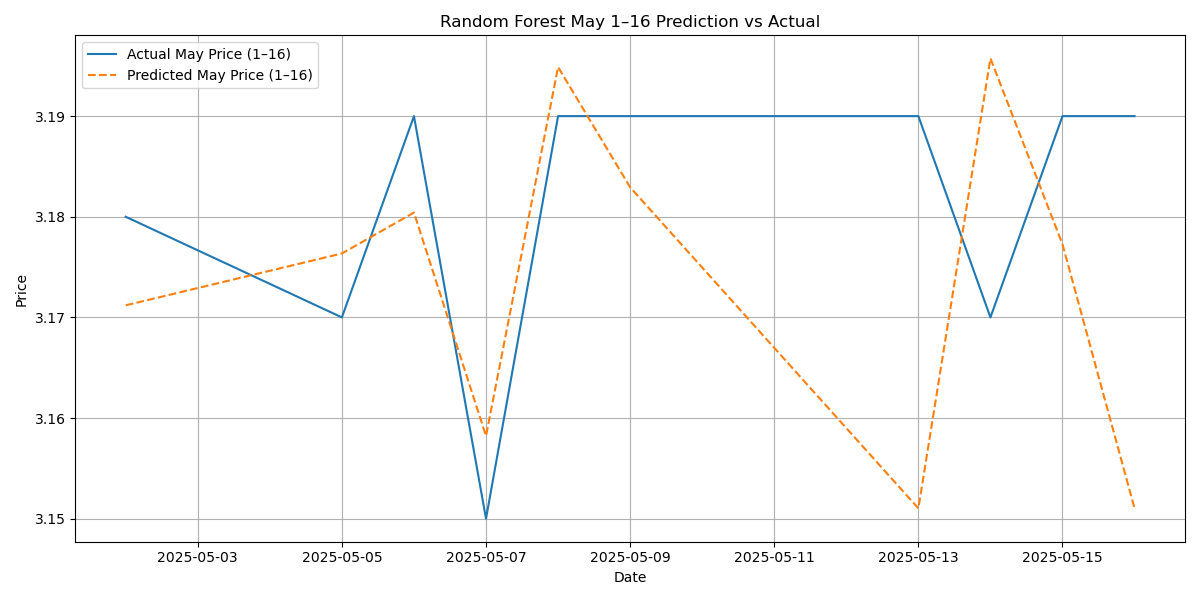 Random Forest May 1–16 Prediction vs Actual
Actual May Price (1–16)
Predicted May Price (1–16)
Price
3.19
3.18
3.17
3.16
3.15
2025-05-03
2025-05-05
2025-05-07
2025-05-09
2025-05-11
2025-05-13
2025-05-15
Date